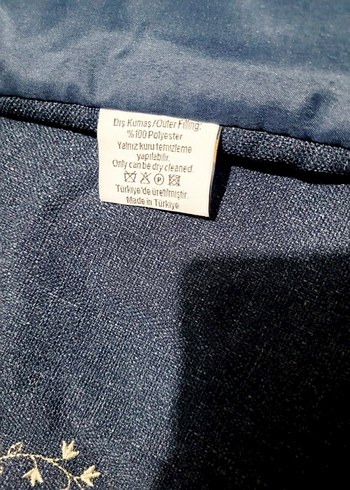 Dış Kumaş / Outer Filling:
%100 Polyester
Yalnız kuru temizleme
yapılabilir.
Only can be dry cleaned.
P
Türkiye'de üretilmiştir.
Made in Türkiye